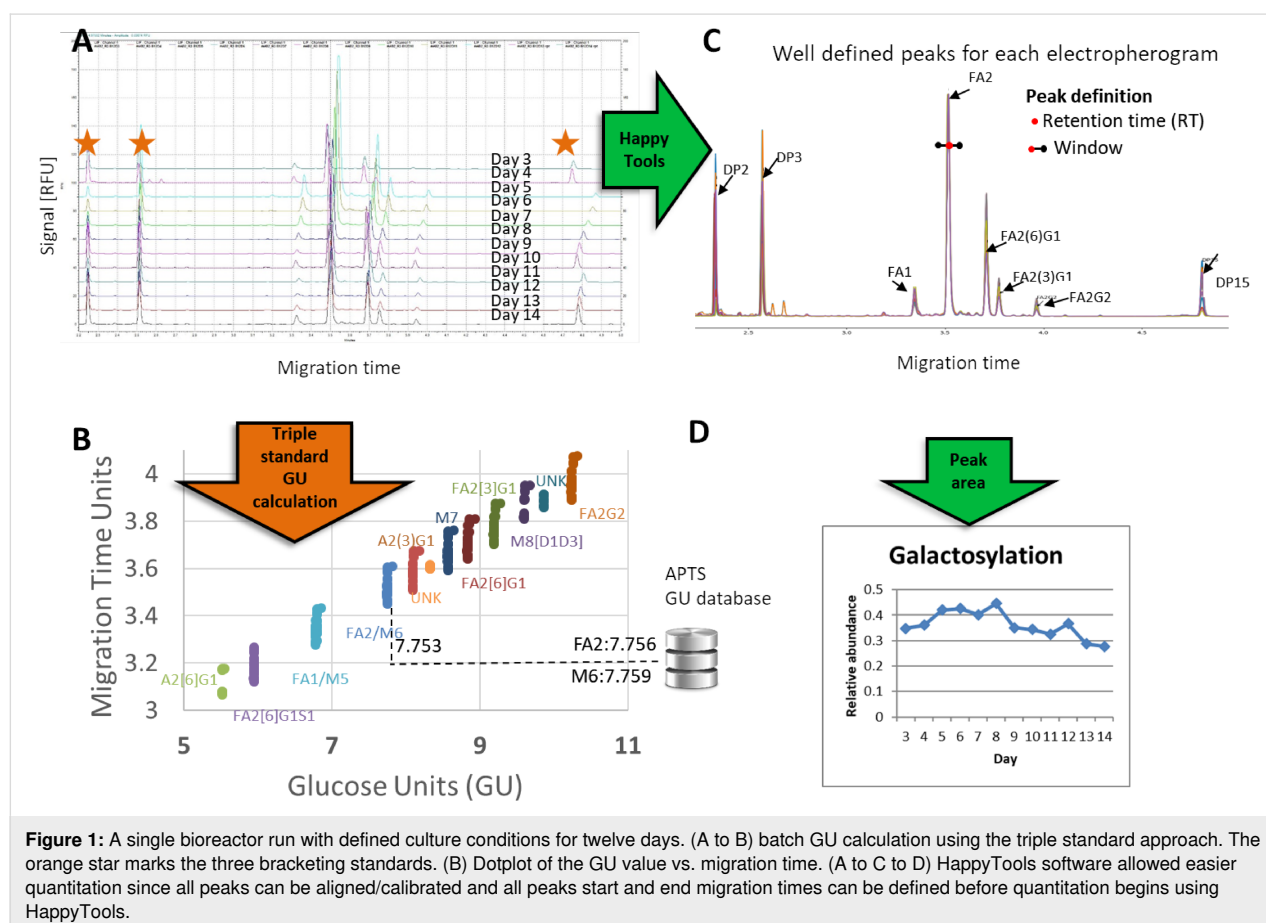 A
Signal [RFU]
Day 3
Day 4
Day 5
Day 6
Day 7
Day 8
Day 9
Day 10
Day 11
Day 12
Day 13
Day 14
Migration time
Happy
Tools
C
Well defined peaks for each electropherogram
FA2
Peak definition
Retention time (RT)
Window
DP2
DP3
FA1
FA2(6)G1
FA2(3)G1
FA2G2
DP15
3.0
3.5
4.0
4.5
Migration time
B
Triple
standard
GU
calculation
Migration Time Units
4
3.8
3.6
3.4
3.2
3
A2[6]G1
FA2[6]G1S1
FA1/M5
FA2/M6
A2(3)G1
UNK
M7
FA2[6]G1
FA2[3]G1
M8[D1D3]
UNK
FA2G2
7.753
FA2:7.756
M6:7.759
APTS
GU database
5 7 9 11
Glucose Units (GU)
D
Peak
area
Galactosylation
Relative abundance
0.5
0.4
0.3
0.2
0.1
0
3 4 5 6 7 8 9 10 11 12 13 14
Day
Figure 1: A single bioreactor run with defined culture conditions for twelve days. (A to B) batch GU calculation using the triple standard approach. The
orange star marks the three bracketing standards. (B) Dotplot of the GU value vs. migration time. (A to C to D) HappyTools software allowed easier
quantitation since all peaks can be aligned/calibrated and all peaks start and end migration times can be defined before quantitation begins using
HappyTools.